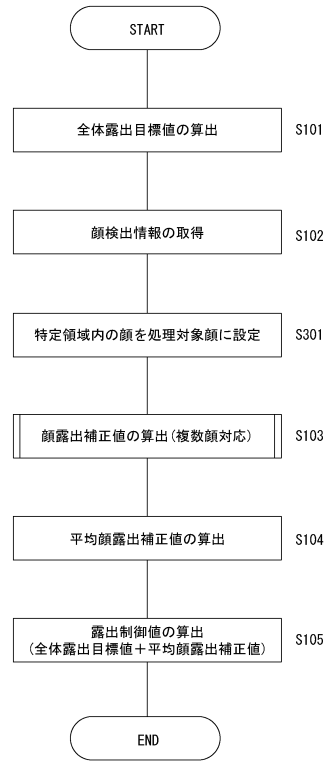 START
全体露出目標値の算出
S101
顔検出情報の取得
S102
特定領域内の顔を処理対象顔に設定
S301
顔露出補正値の算出(複数顔対応)
S103
平均顔露出補正値の算出
S104
露出制御値の算出
(全体露出目標値+平均顔露出補正値)
S105
END